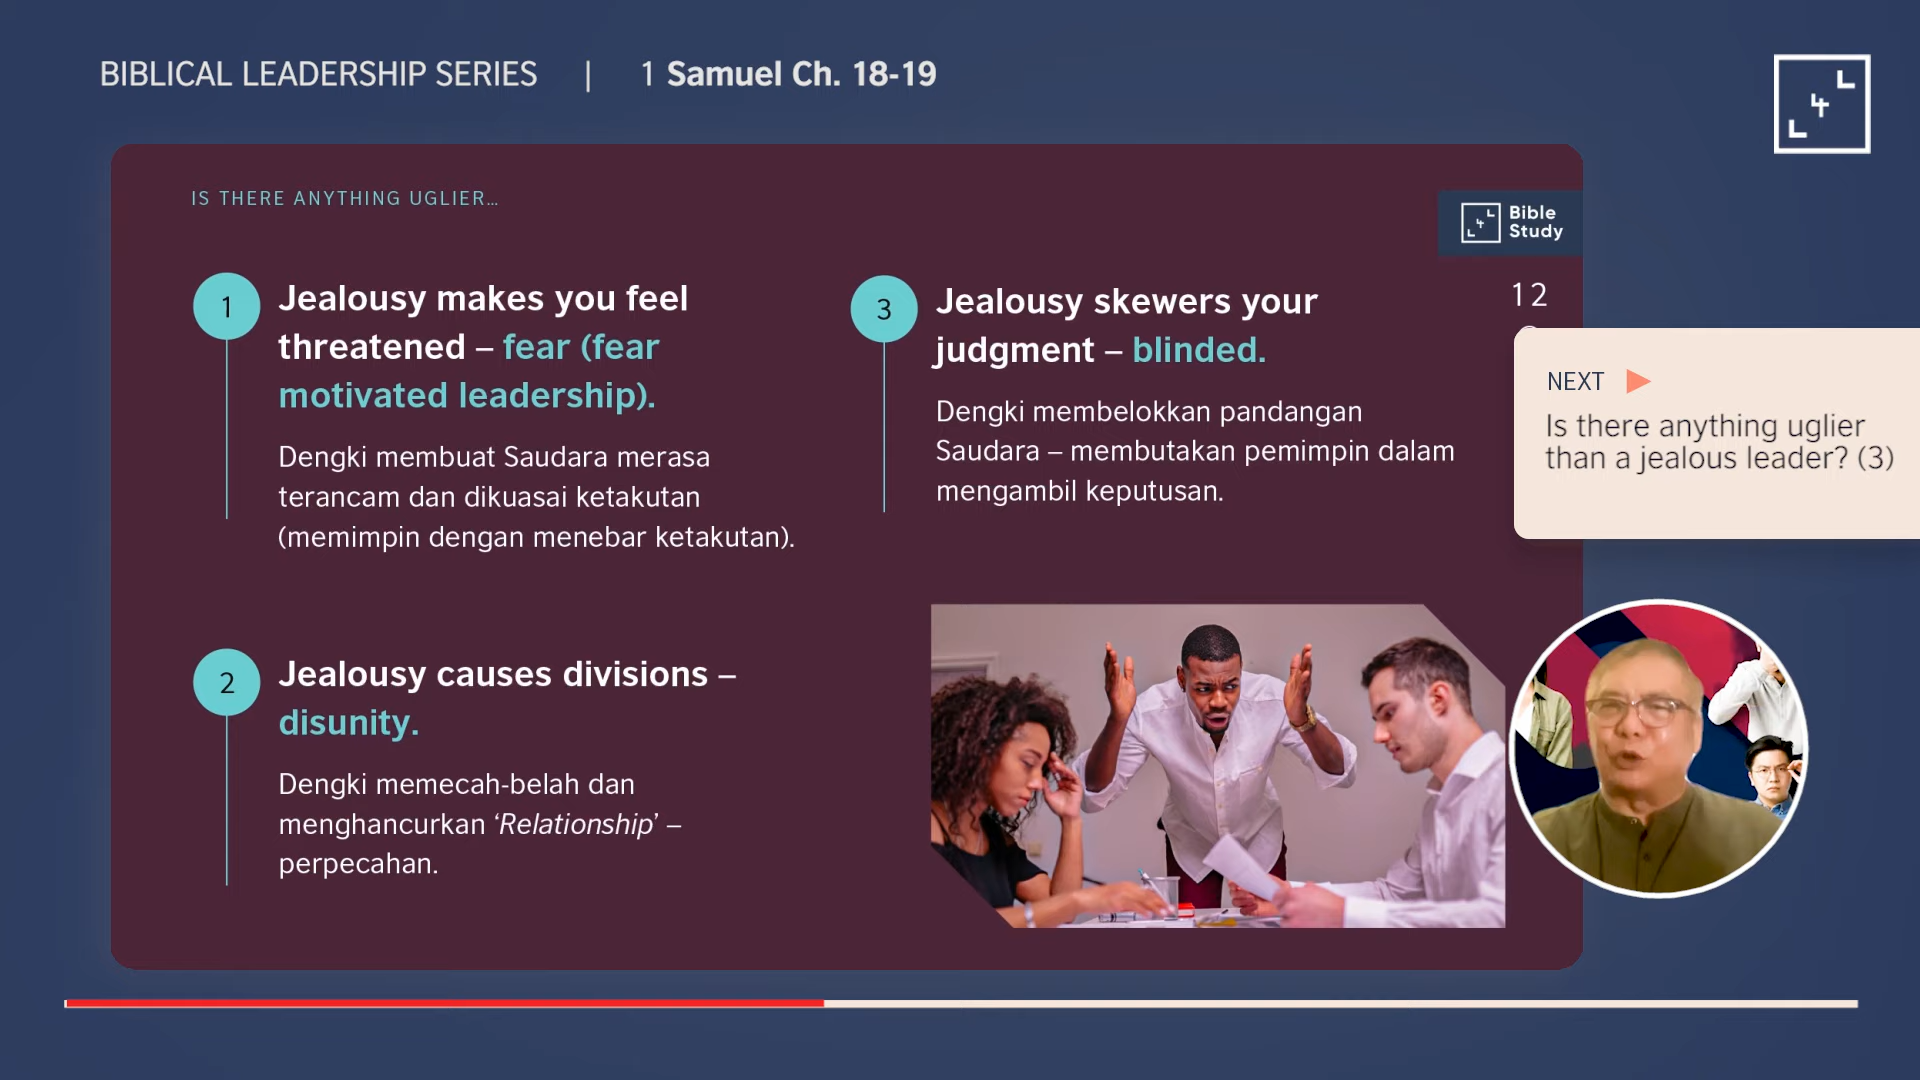 BIBLICAL LEADERSHIP SERIES | 1 Samuel Ch. 18-19
IS THERE ANYTHING UGLIER…
Bible
Study
12
1
Jealousy makes you feel
threatened – fear (fear
motivated leadership).
Dengki membuat Saudara merasa
terancam dan dikuasai ketakutan
(memimpin dengan menebar ketakutan).
2
Jealousy causes divisions –
disunity.
Dengki memecah-belah dan
menghancurkan ‘Relationship’ –
perpecahan.
3
Jealousy skewers your
judgment – blinded.
Dengki membelokkan pandangan
Saudara – membutakan pemimpin dalam
mengambil keputusan.
NEXT
Is there anything uglier
than a jealous leader? (3)